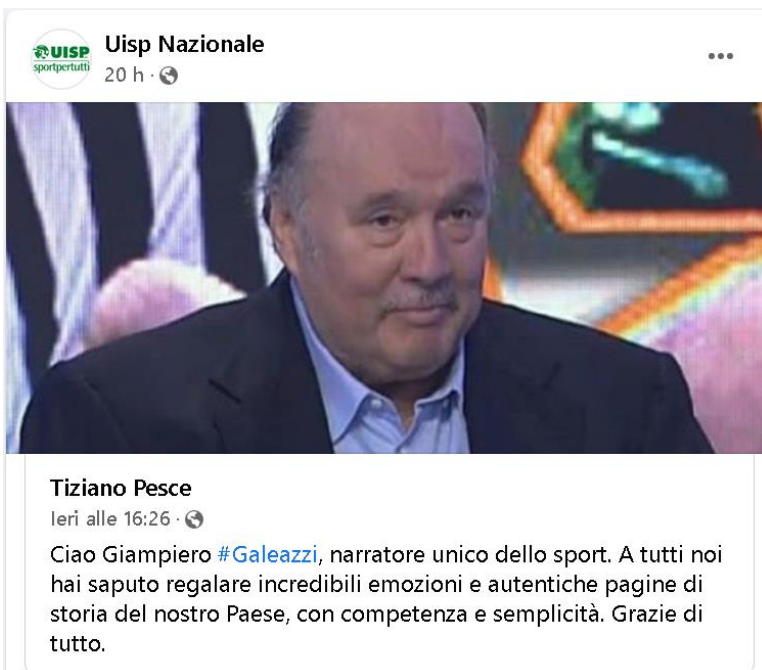 UISP
sportpertutti
Uisp Nazionale
20 h ·
Tiziano Pesce
Ieri alle 16:26 ·
Ciao Giampiero #Galeazzi, narratore unico dello sport. A tutti noi
hai saputo regalare incredibili emozioni e autentiche pagine di
storia del nostro Paese, con competenza e semplicità. Grazie di
tutto.